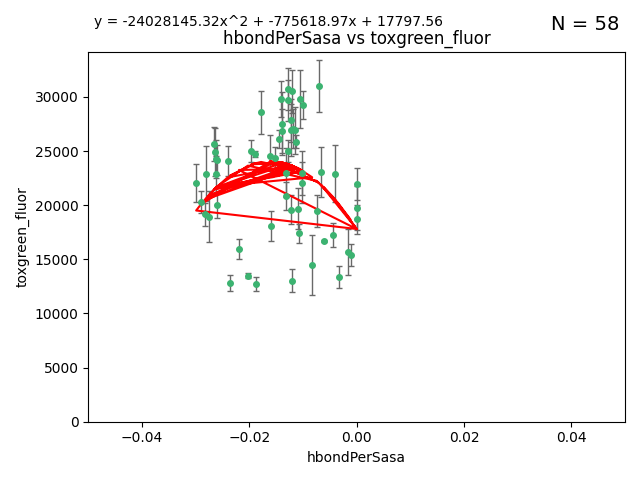 y = -24028145.32x^2 + -775618.97x + 17797.56
N = 58
hbondPerSasa vs toxgreen_fluor
toxgreen_fluor
30000
25000
20000
15000
10000
5000
0
−0.04
−0.02
0.00
0.02
0.04
hbondPerSasa